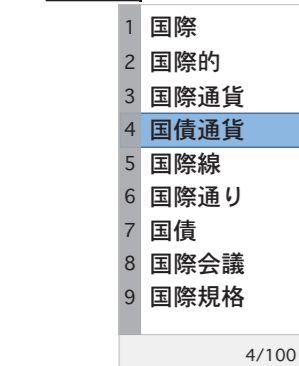 1 国際
2 国際的
3 国際通貨
4 国債通貨
5 国際線
6 国際通り
7 国債
8 国際会議
9 国際規格
4/100